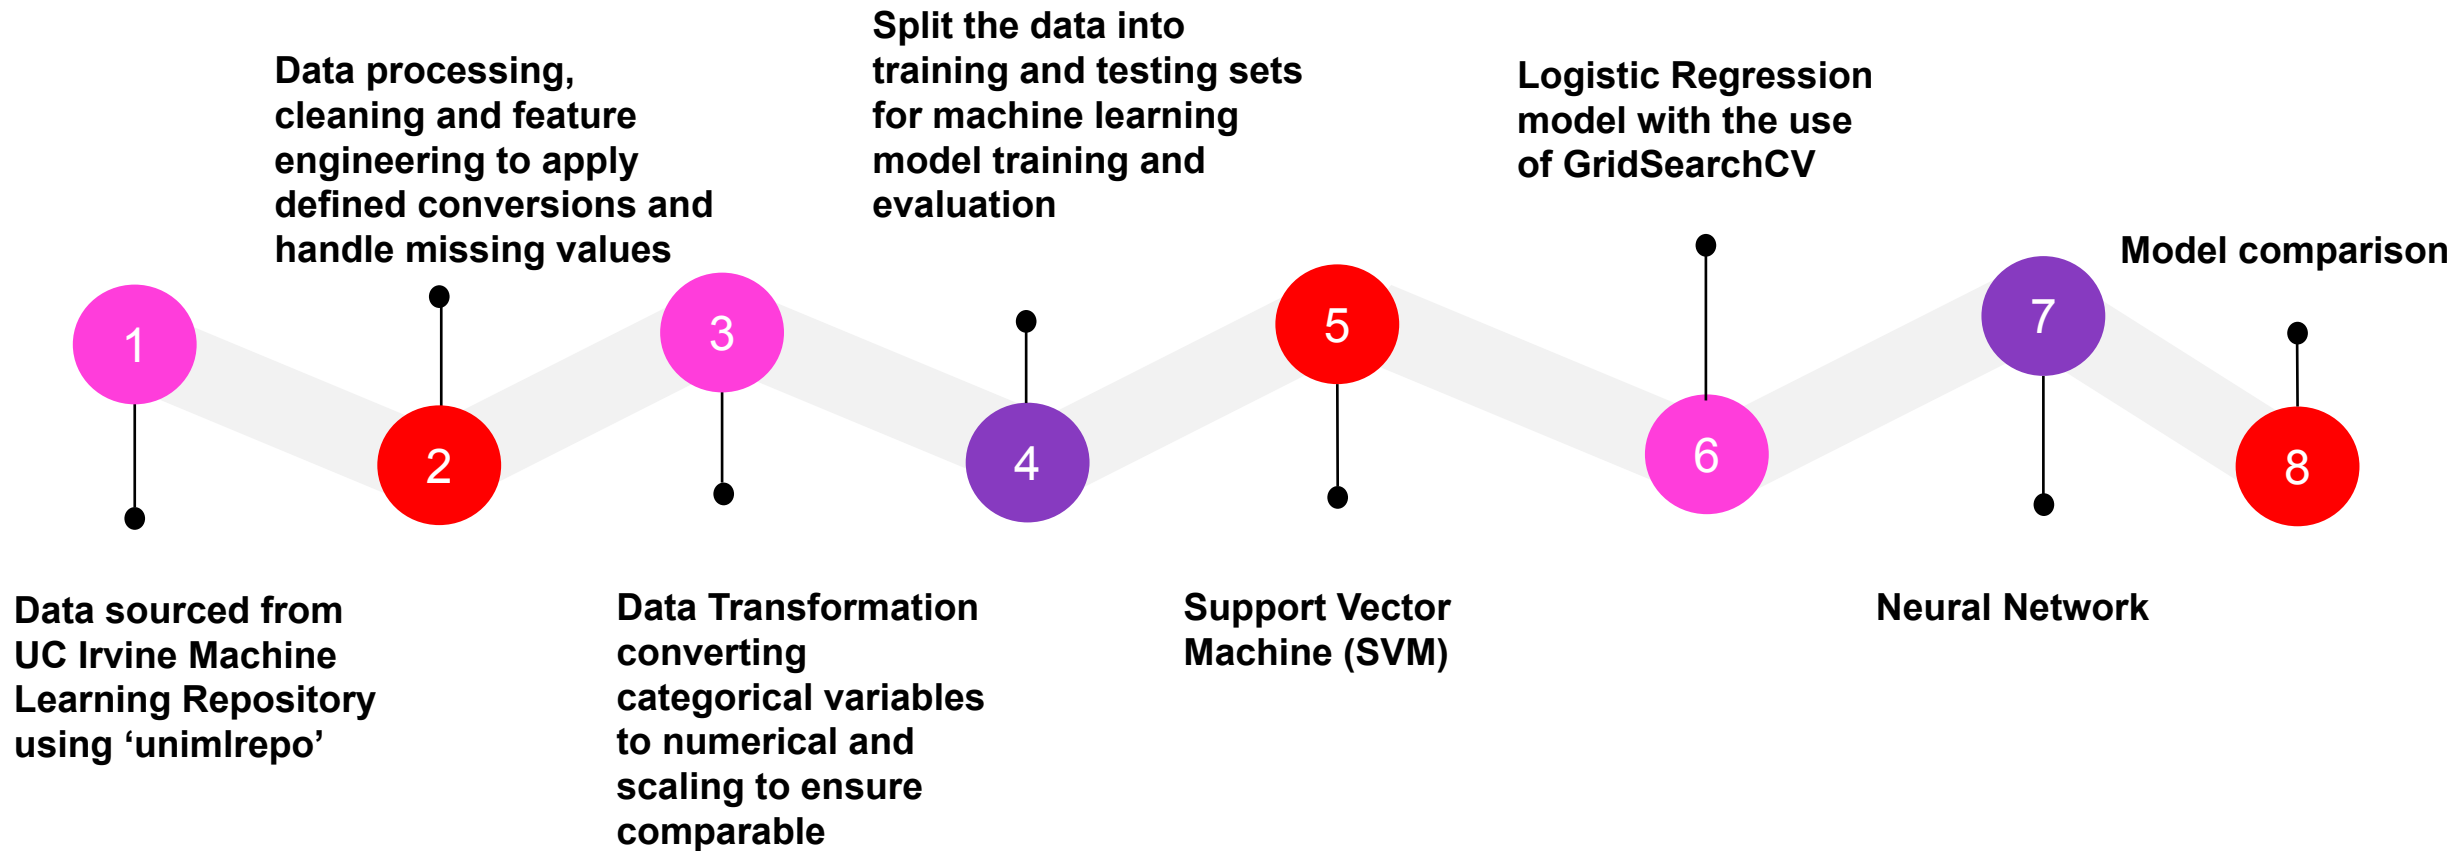 1
Data sourced from
UC Irvine Machine
Learning Repository
using ‘unimlrepo’
2
Data processing,
cleaning and feature
engineering to apply
defined conversions and
handle missing values
3
Data Transformation
converting
categorical variables
to numerical and
scaling to ensure
comparable
4
Split the data into
training and testing sets
for machine learning
model training and
evaluation
5
Support Vector
Machine (SVM)
6
Logistic Regression
model with the use
of GridSearchCV
7
Neural Network
8
Model comparison